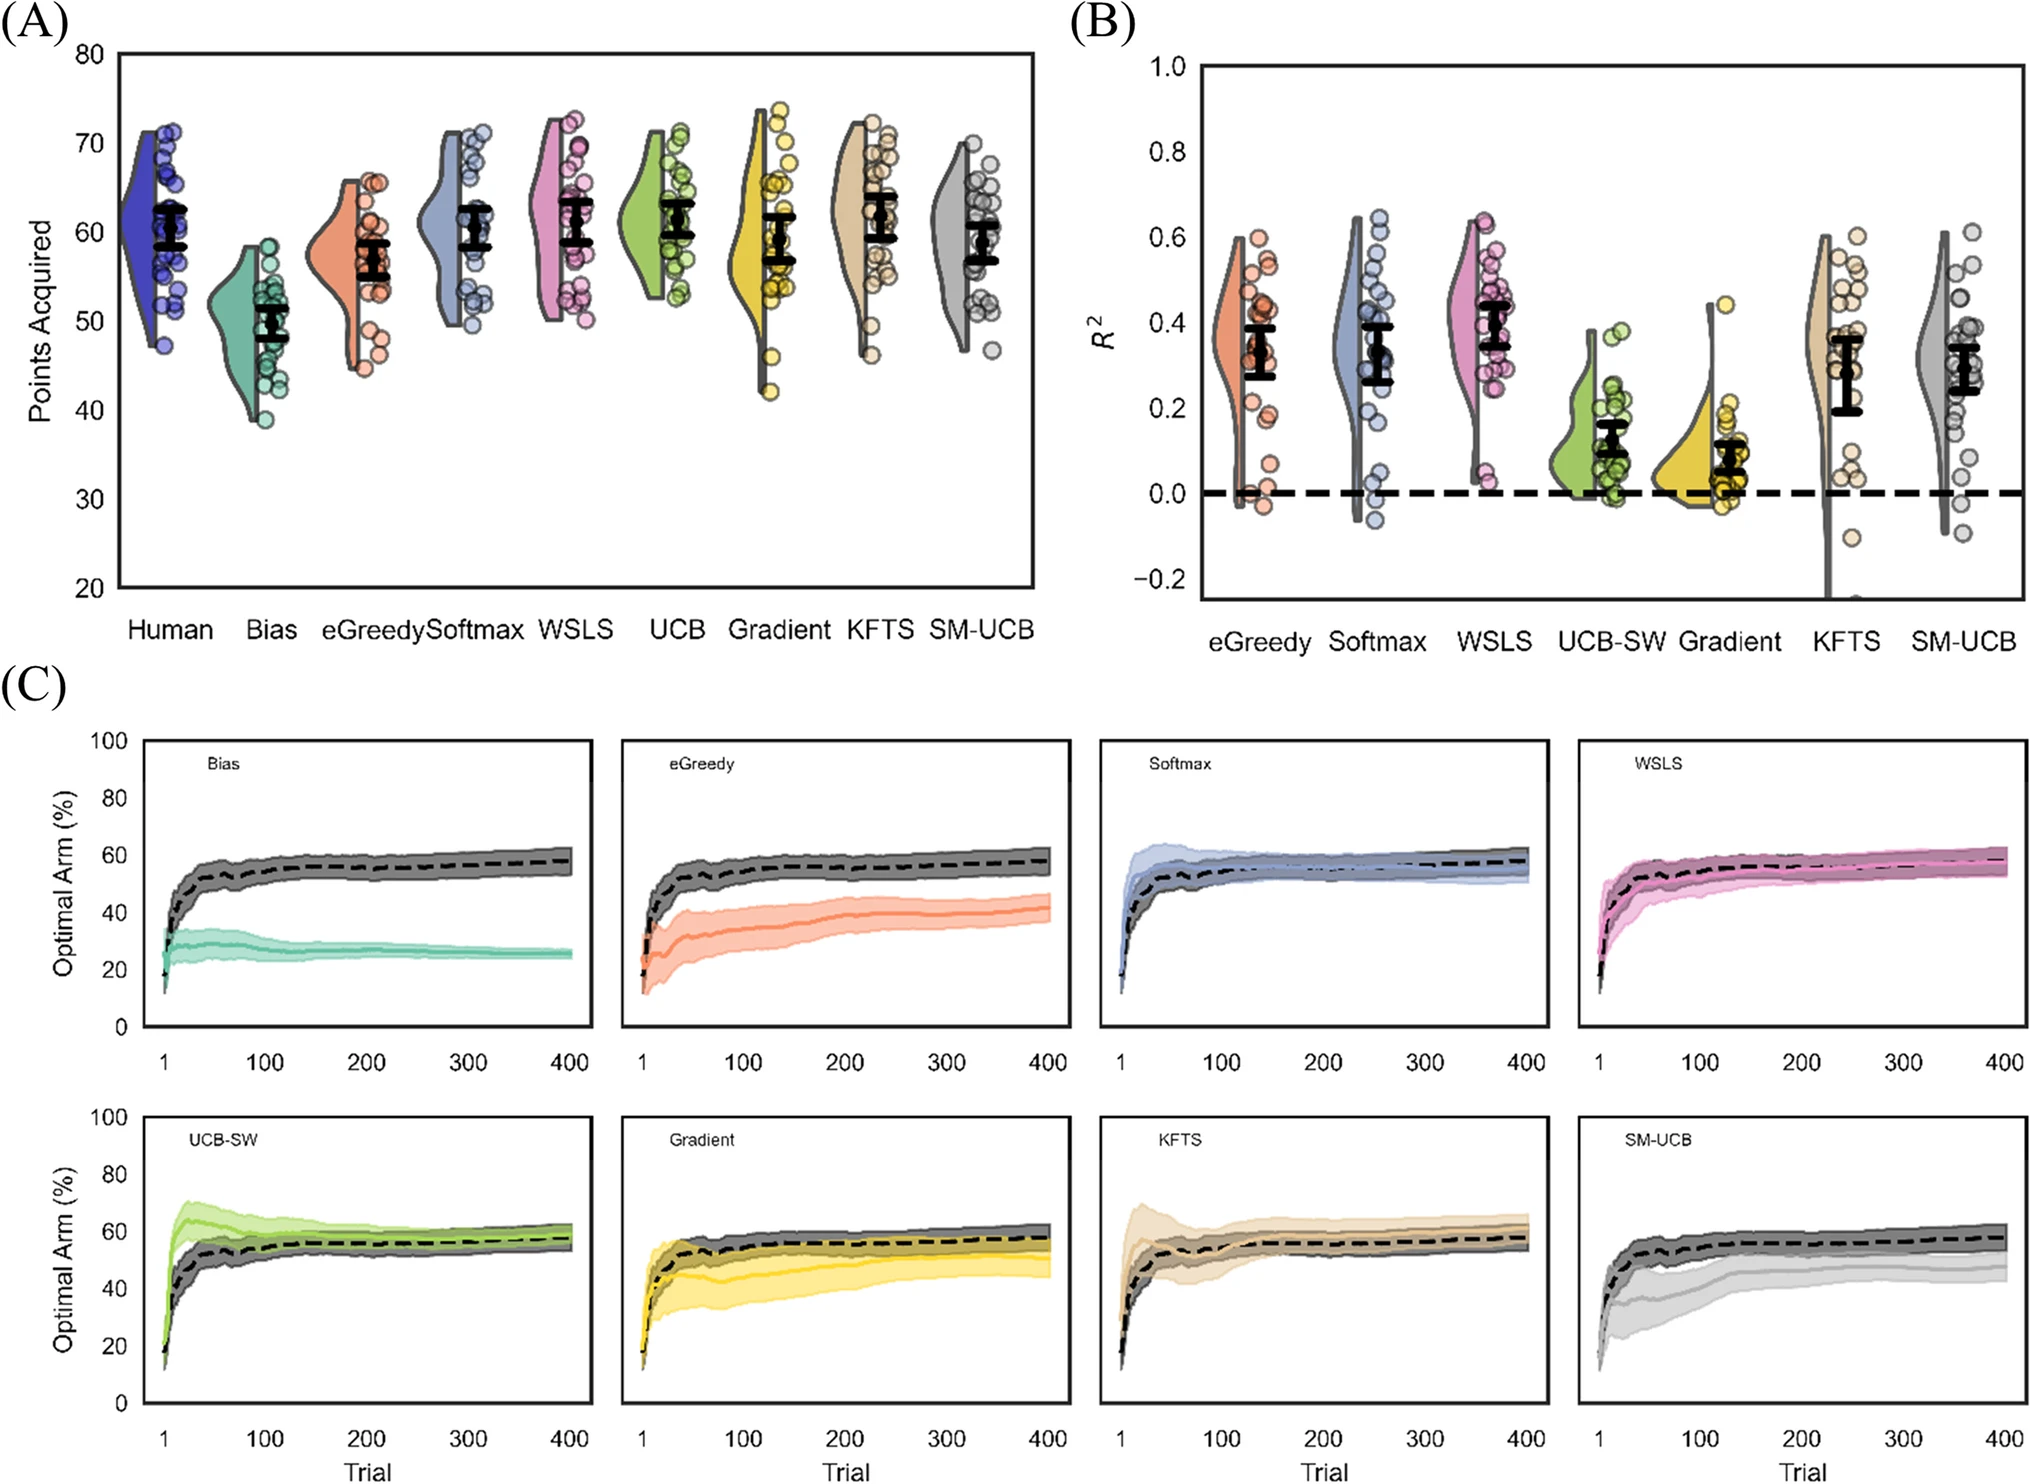 (A)
80
70
60
50
40
30
20
Points Acquired
Human Bias eGreedy Softmax WSLS UCB Gradient KFTS SM-UCB
(B)
1.0
0.8
0.6
0.4
0.2
0.0
−0.2
R²
eGreedy Softmax WSLS UCB-SW Gradient KFTS SM-UCB
(C)
Optimal Arm (%)
100
80
60
40
20
0
Bias
1 100 200 300 400
eGreedy
1 100 200 300 400
Softmax
1 100 200 300 400
WSLS
1 100 200 300 400
Optimal Arm (%)
100
80
60
40
20
0
UCB-SW
1 100 200 300 400
Trial
Gradient
1 100 200 300 400
Trial
KFTS
1 100 200 300 400
Trial
SM-UCB
1 100 200 300 400
Trial